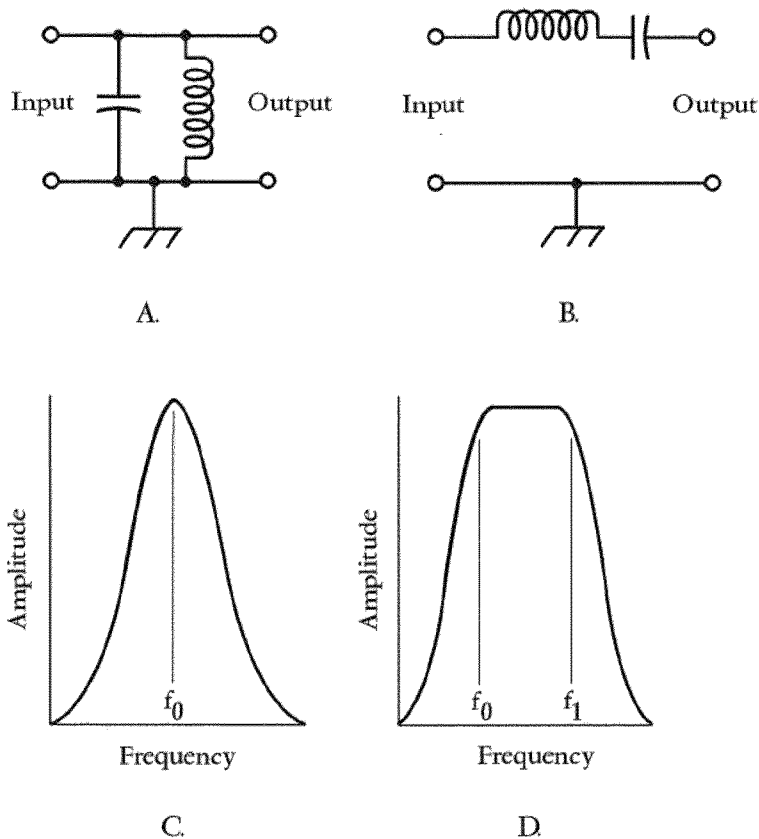 Input Output
Input Output
A.
B.
Amplitude
f0
Frequency
C.
Amplitude
f0 f1
Frequency
D.